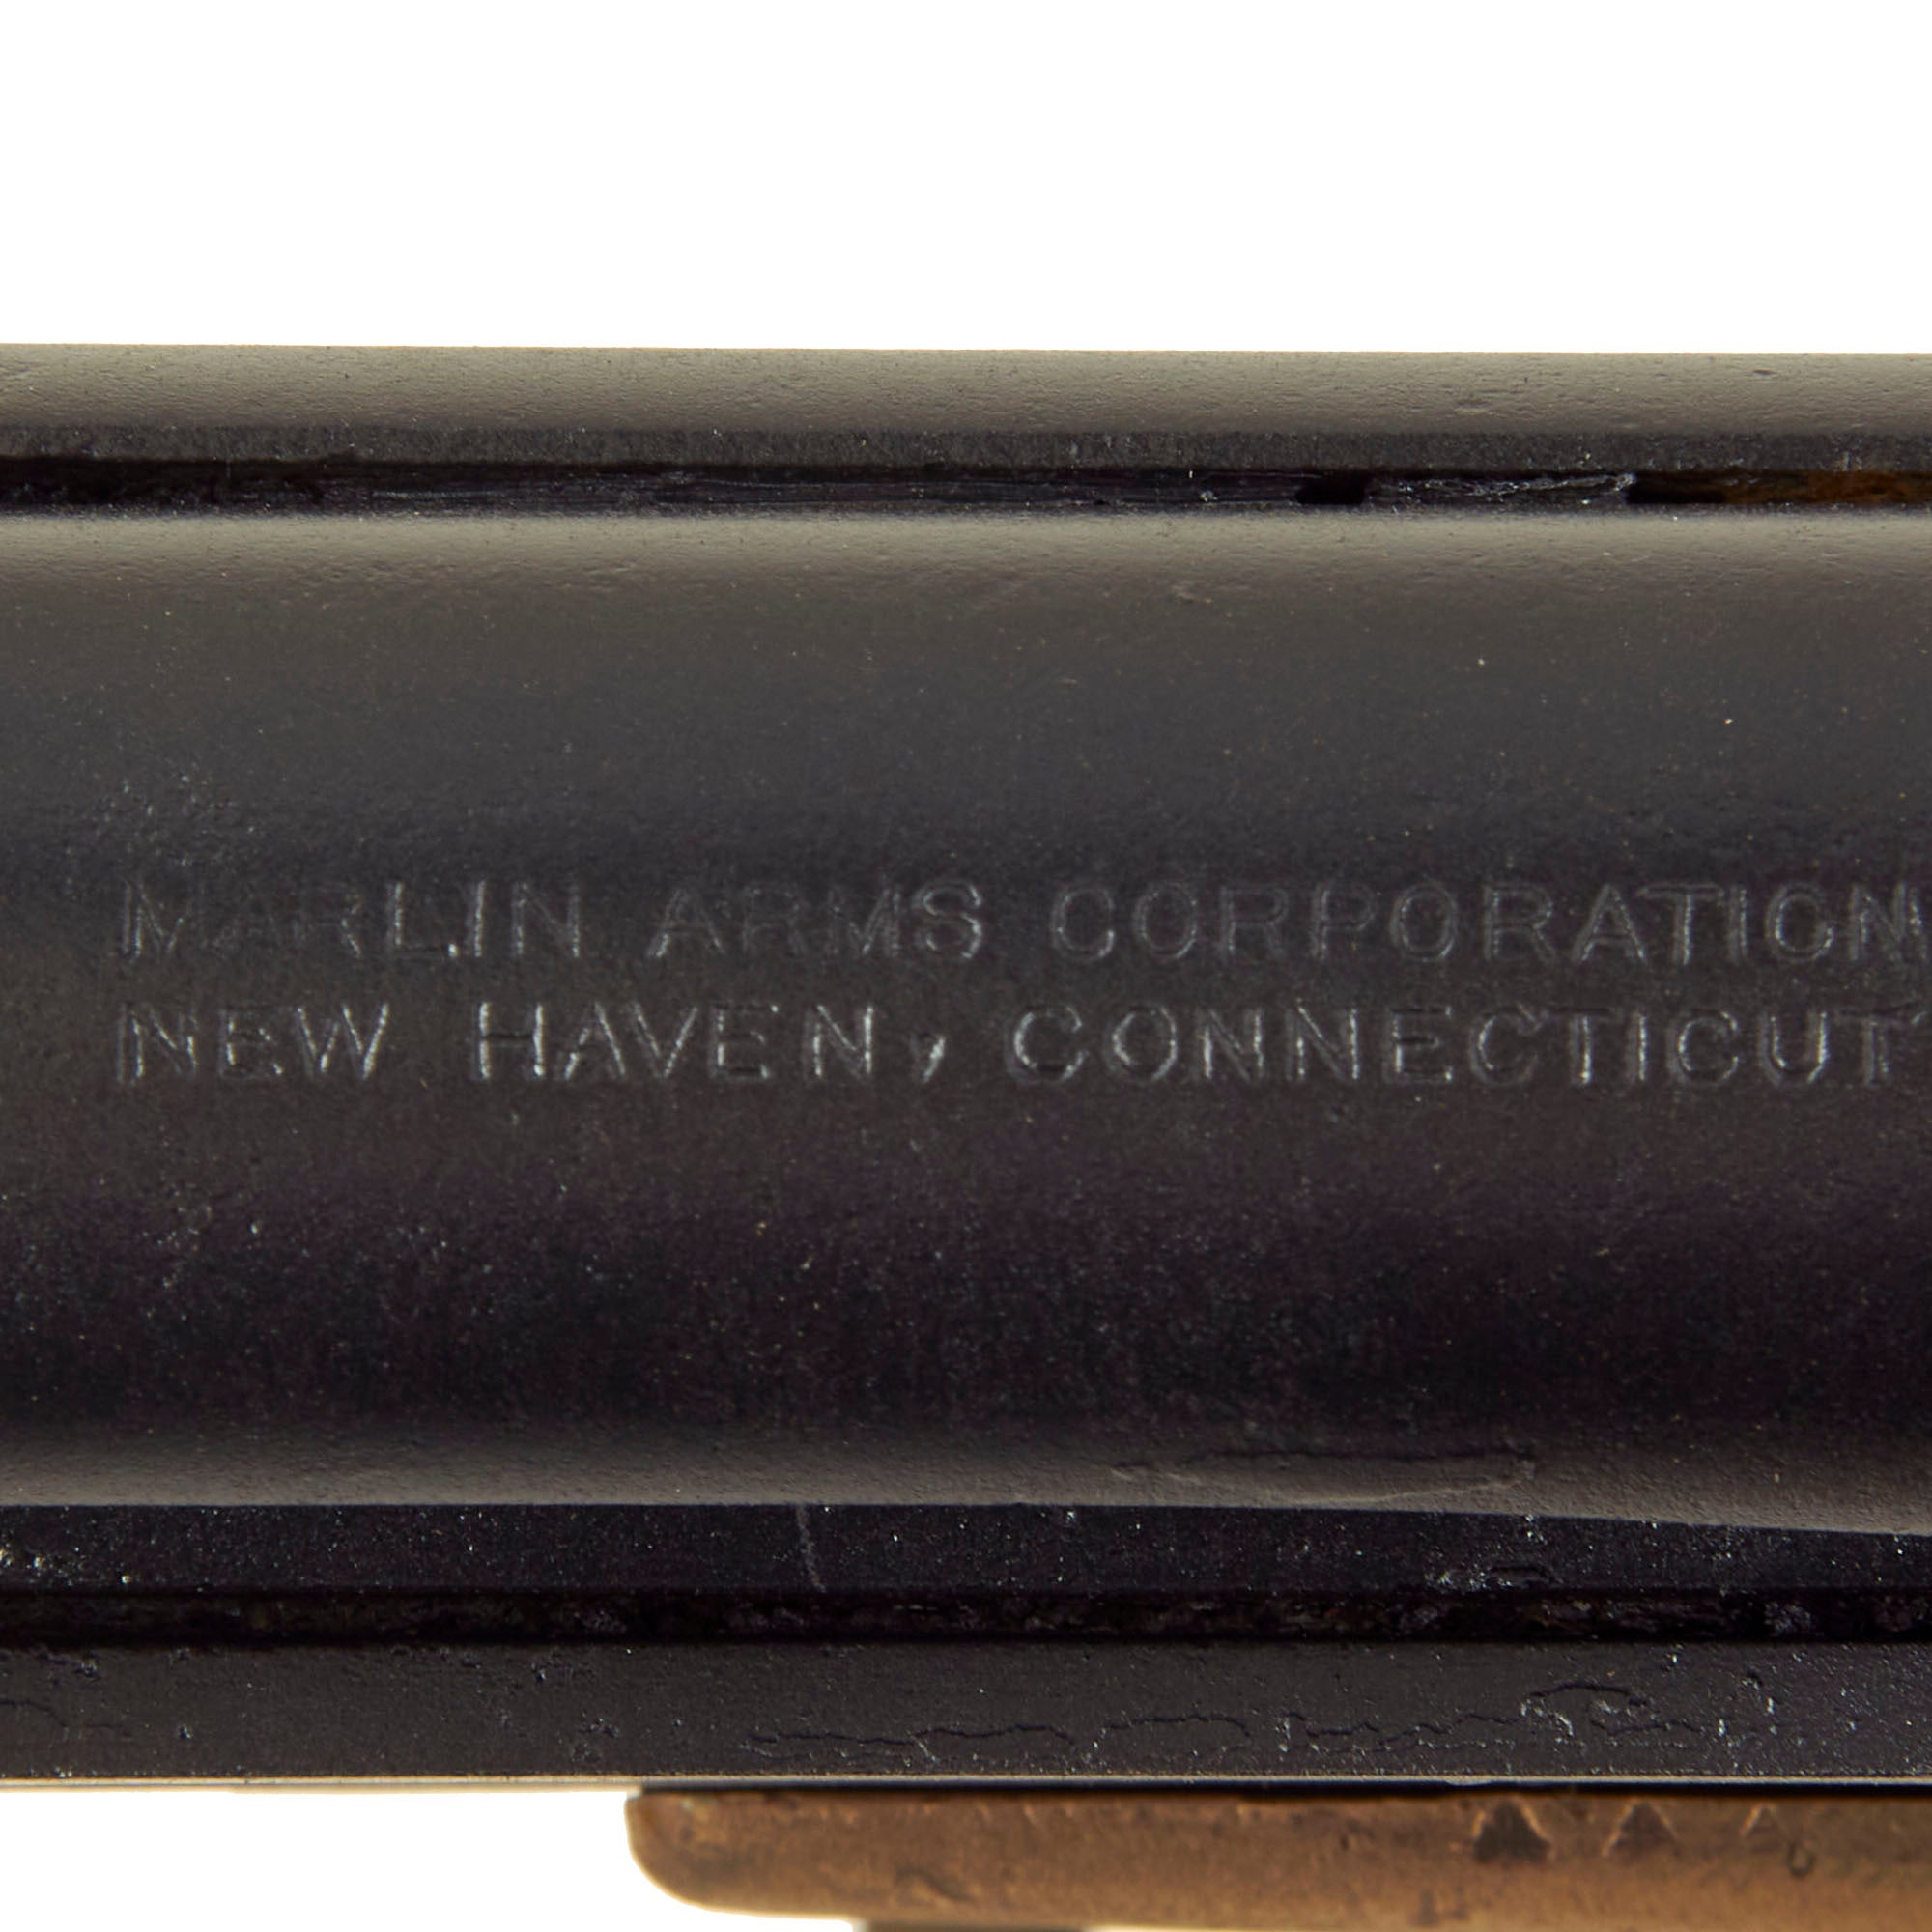 MARLIN ARMS CORPORATION
NEW HAVEN, CONNECTICUT